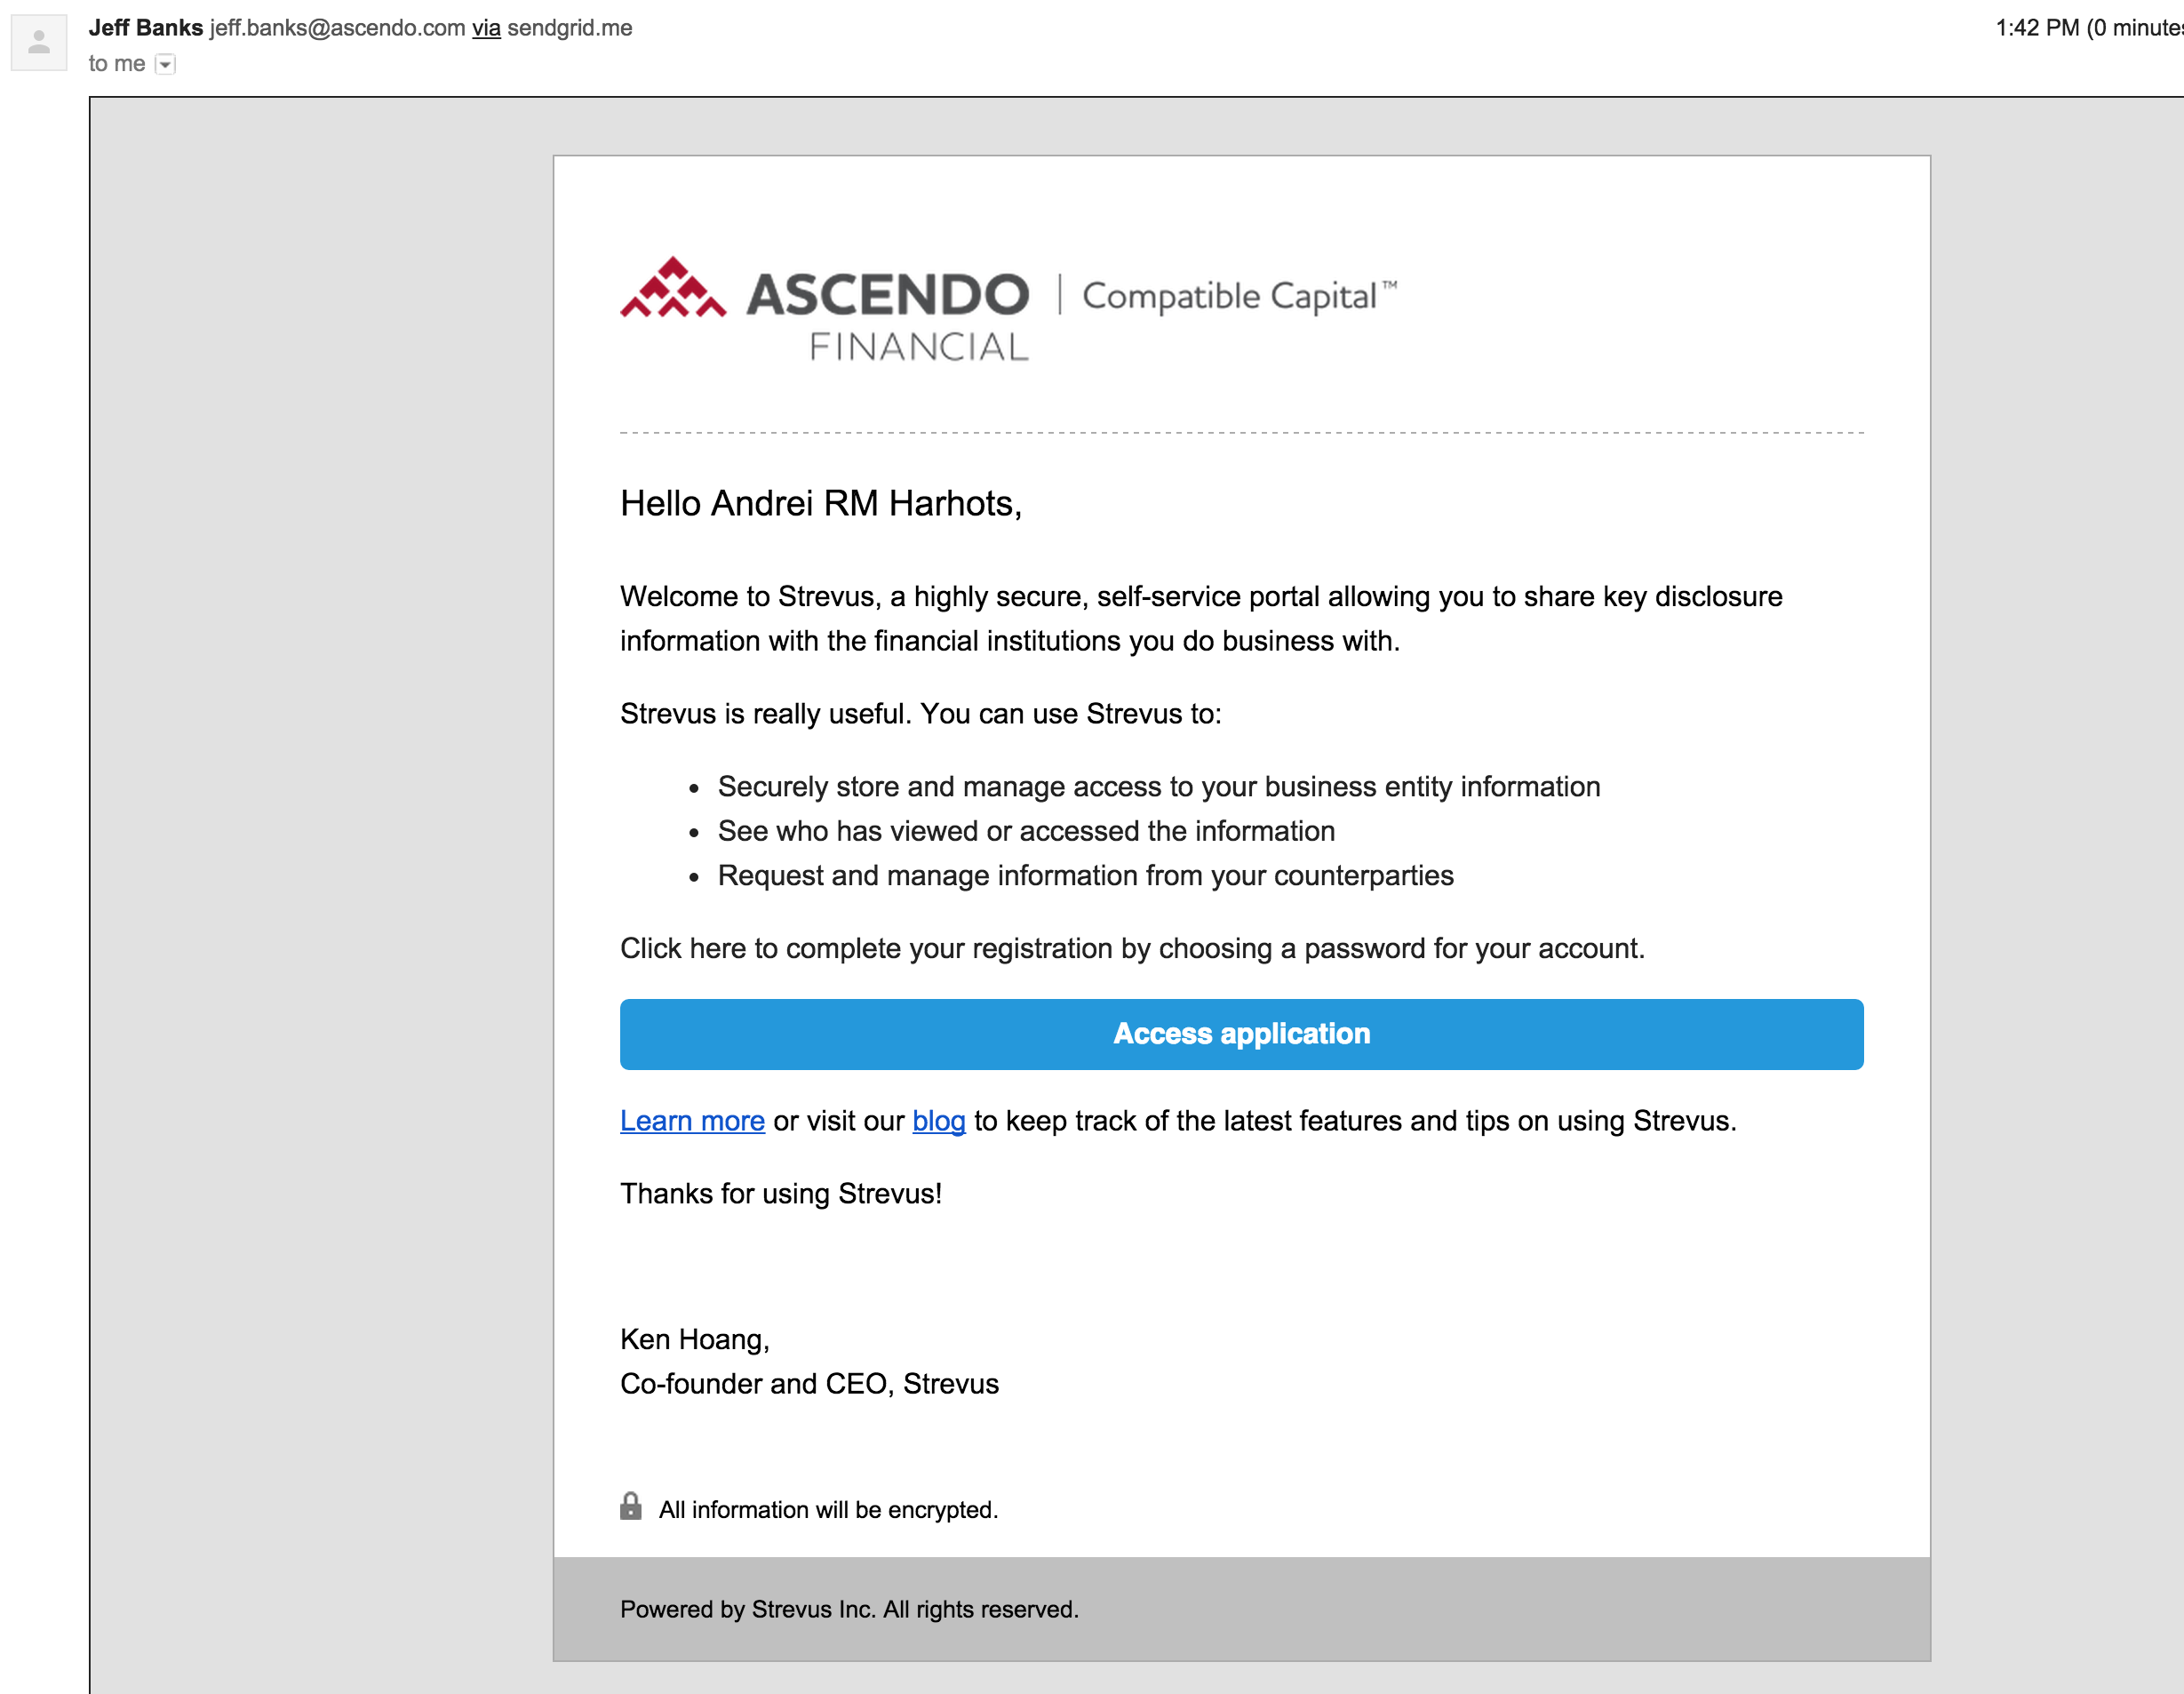 Jeff Banks jeff.banks@ascendo.com via sendgrid.me
1:42 PM (0 minutes
to me
ASCENDO | Compatible Capital™
FINANCIAL
Hello Andrei RM Harhots,
Welcome to Strevus, a highly secure, self-service portal allowing you to share key disclosure
information with the financial institutions you do business with.
Strevus is really useful. You can use Strevus to:
• Securely store and manage access to your business entity information
• See who has viewed or accessed the information
• Request and manage information from your counterparties
Click here to complete your registration by choosing a password for your account.
Access application
Learn more or visit our blog to keep track of the latest features and tips on using Strevus.
Thanks for using Strevus!
Ken Hoang,
Co-founder and CEO, Strevus
All information will be encrypted.
Powered by Strevus Inc. All rights reserved.